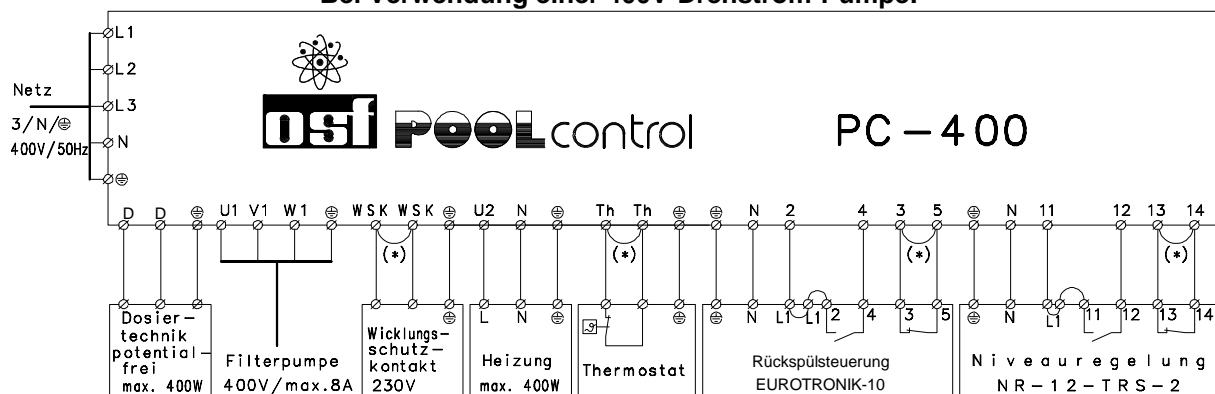 Bei Verwendung einer 400V-Drehstrom-Pumpe:
L1
L2
Netz
L3
3/N/⏚
N
400V/50Hz
⏚
osf POOL control
PC-400
D D ⏚ U1 V1 W1 ⏚ WSK WSK ⏚ U2 N ⏚ Th Th ⏚ ⏚ N 2 4 3 5 ⏚ N 11 12 13 14
(*) (*) (*) (*)
⏚ L N ⏚ ⏚ ⏚ N L1 L1 2 4 3 5 ⏚ N L1 11 12 13 14
Dosier-
technik
potential-
frei
max. 400W
Filterpumpe
400V/max.8A
Wicklungs-
schutz-
kontakt
230V
Heizung
max. 400W
ϑ
Thermostat
Rückspülsteuerung
EUROTRONIK-10
Niveauregelung
NR-12-TRS-2